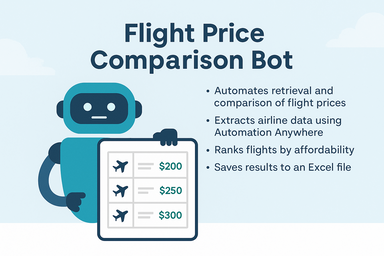 Flight Price
Comparison Bot
• Automates retrieval and
comparison of flight prices
• Extracts airline data using
Automation Anywhere
• Ranks flights by affordability
• Saves results to an Excel file
$200
$250
$300